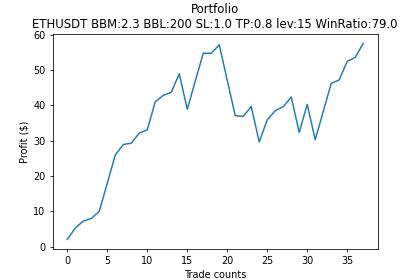 Portfolio
ETHUSDT BBM:2.3 BBL:200 SL:1.0 TP:0.8 lev:15 WinRatio:79.0
60
50
40
30
20
10
0
Profit ($)
0 5 10 15 20 25 30 35
Trade counts